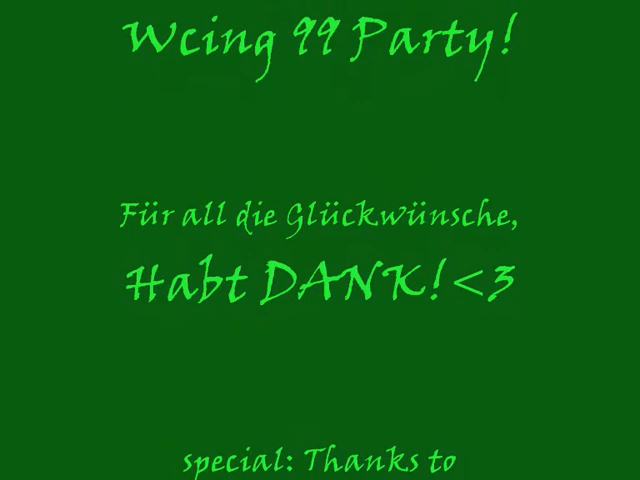 Wcing 99 Party!
Für all die Glückwünsche,
Habt DANK! <3
special: Thanks to